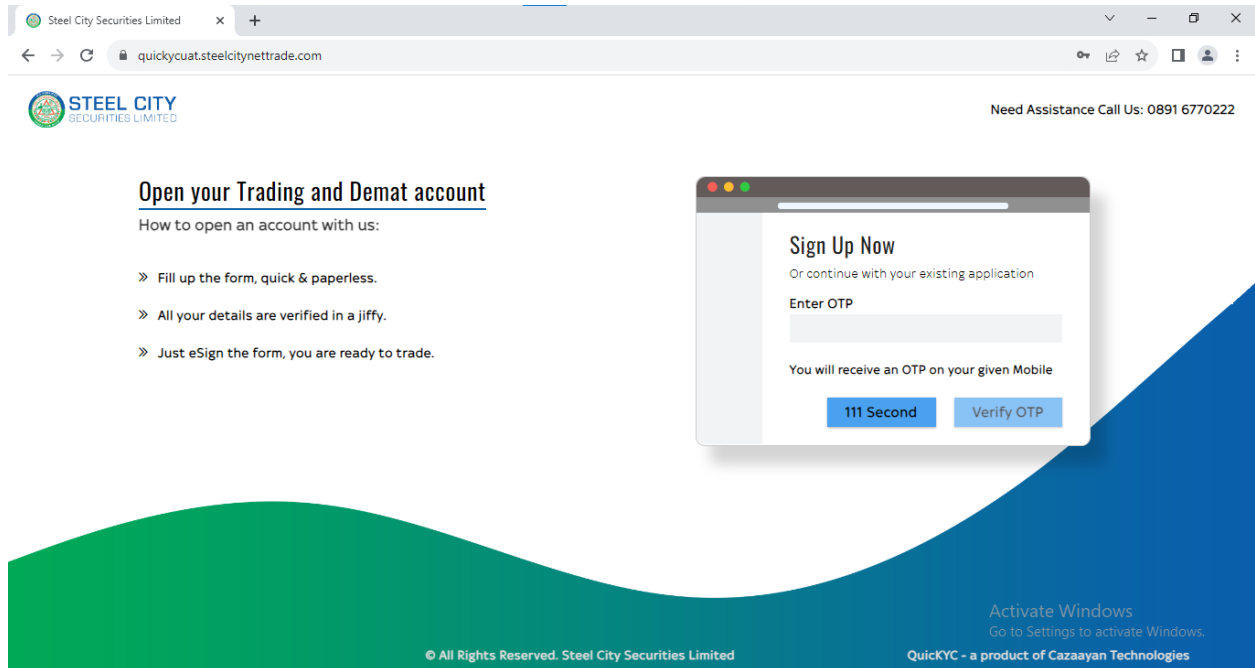 Steel City Securities Limited
quickycuat.steelcitynettrade.com
STEEL CITY
SECURITIES LIMITED
Need Assistance Call Us: 0891 6770222
Open your Trading and Demat account
How to open an account with us:
Fill up the form, quick & paperless.
All your details are verified in a jiffy.
Just eSign the form, you are ready to trade.
Sign Up Now
Or continue with your existing application
Enter OTP
You will receive an OTP on your given Mobile
111 Second
Verify OTP
Activate Windows
Go to Settings to activate Windows.
© All Rights Reserved. Steel City Securities Limited
QuicKYC - a product of Cazaayan Technologies